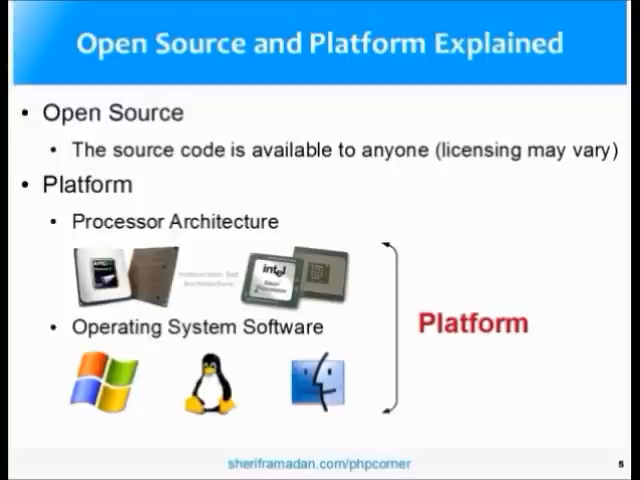 Open Source and Platform Explained
• Open Source
• The source code is available to anyone (licensing may vary)
• Platform
• Processor Architecture
intel
• Operating System Software
Platform
sheriframadan.com/phpcorner
5